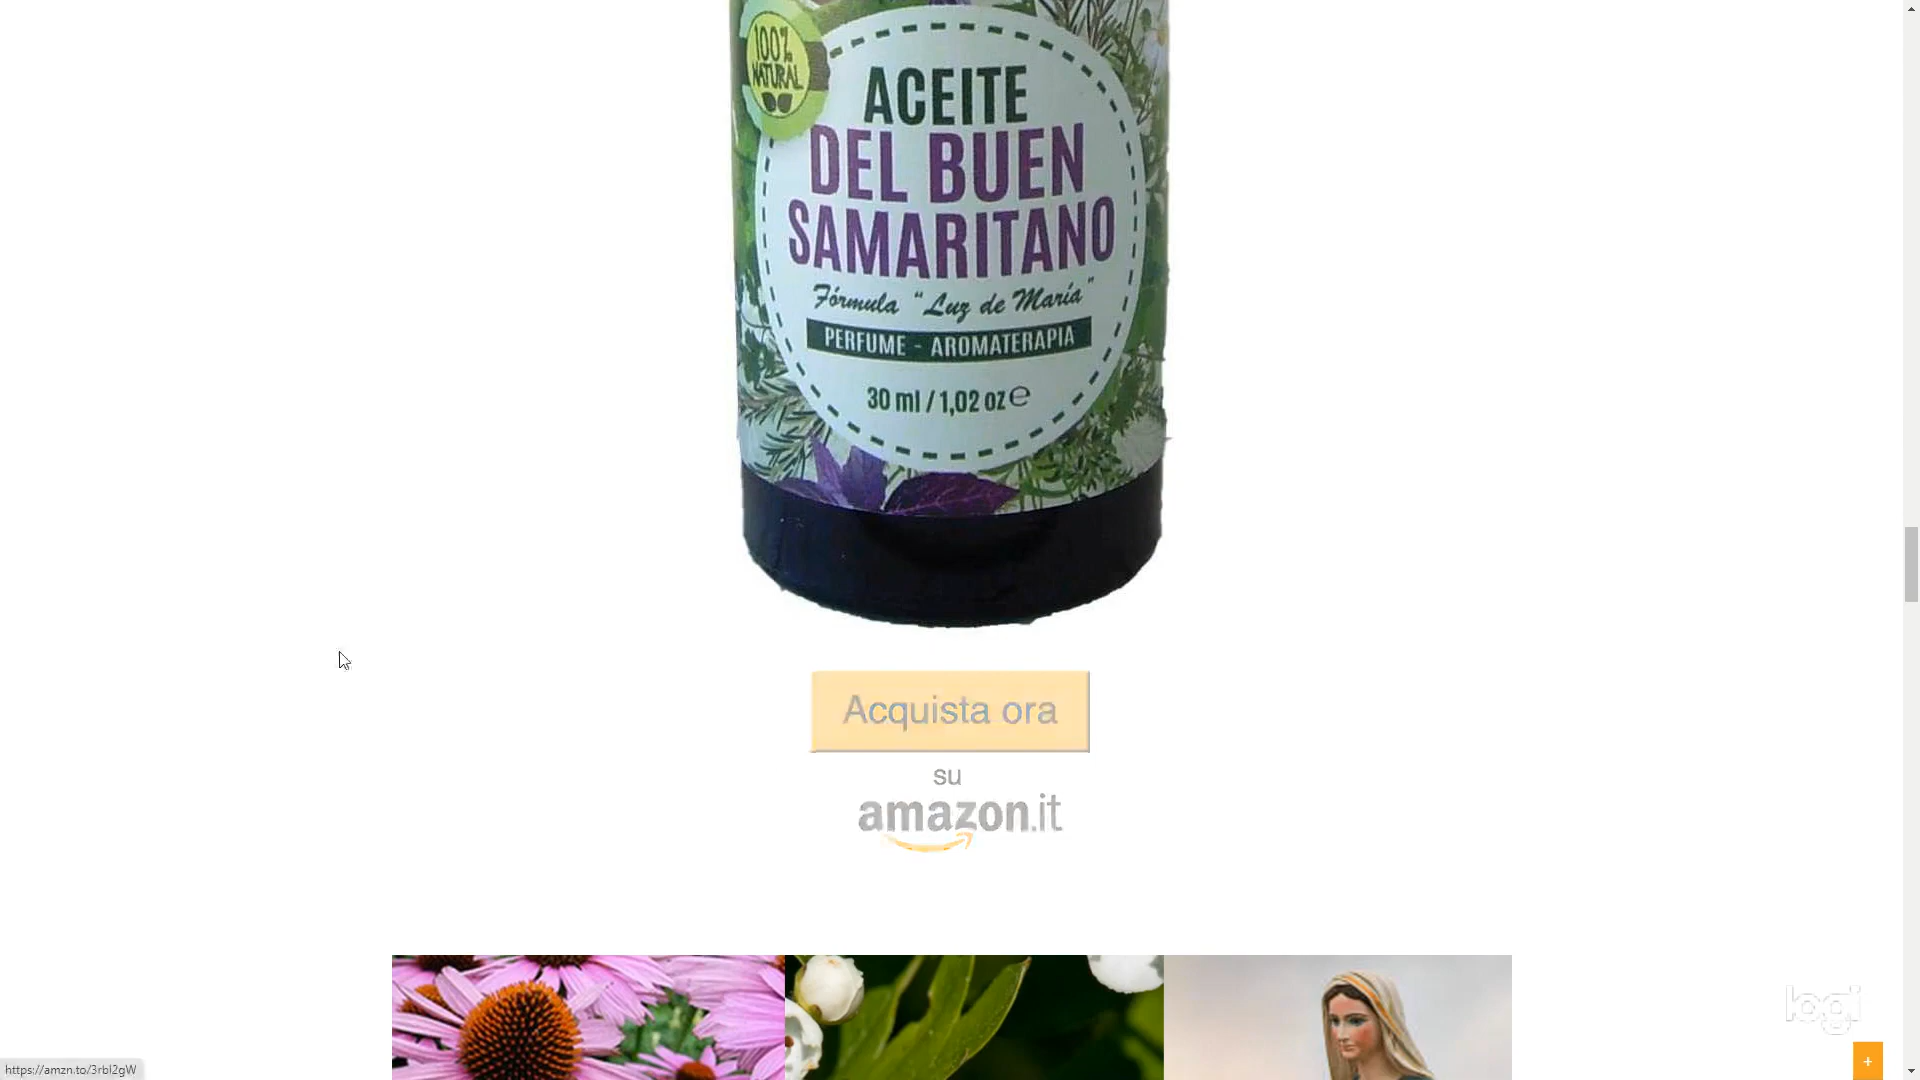 100%
NATURAL
ACEITE
DEL BUEN
SAMARITANO
Fórmula "Luz de María"
PERFUME - AROMATERAPIA
30 ml / 1,02 oz ℮
Acquista ora
su
amazon.it
logi
+
https://amzn.to/3rbl2gW